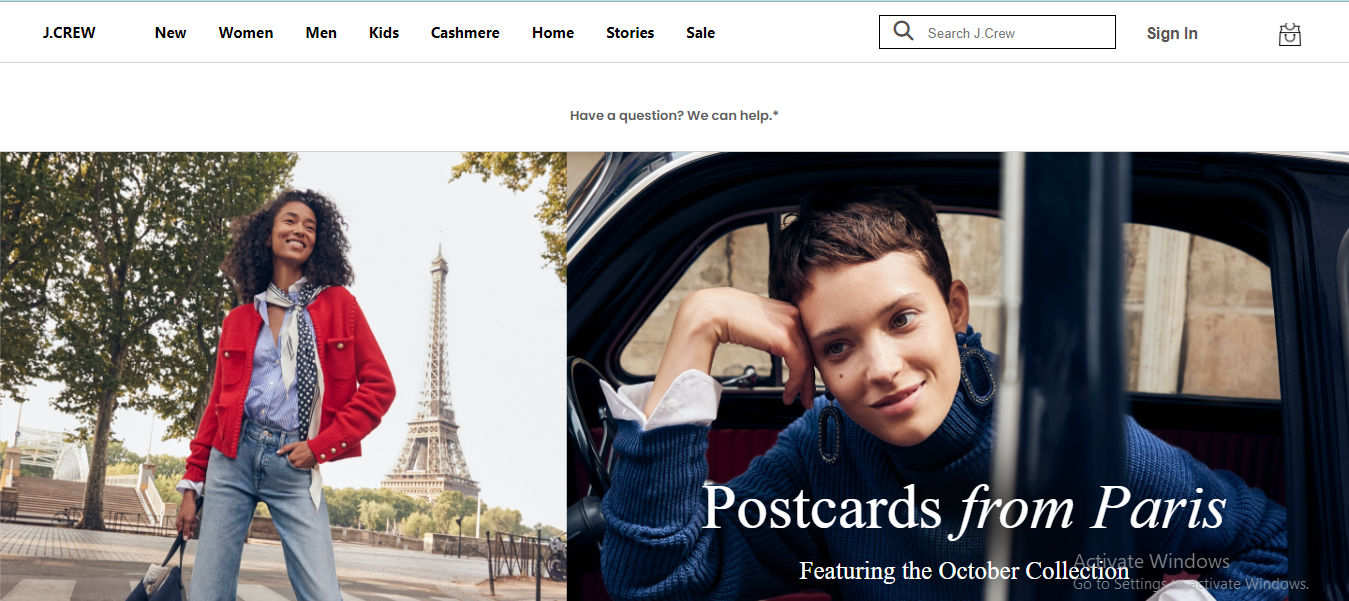 J.CREW New Women Men Kids Cashmere Home Stories Sale Search J.Crew Sign In
Have a question? We can help.*
Postcards from Paris
Featuring the October Collection
Activate Windows
Go to Settings to activate Windows.